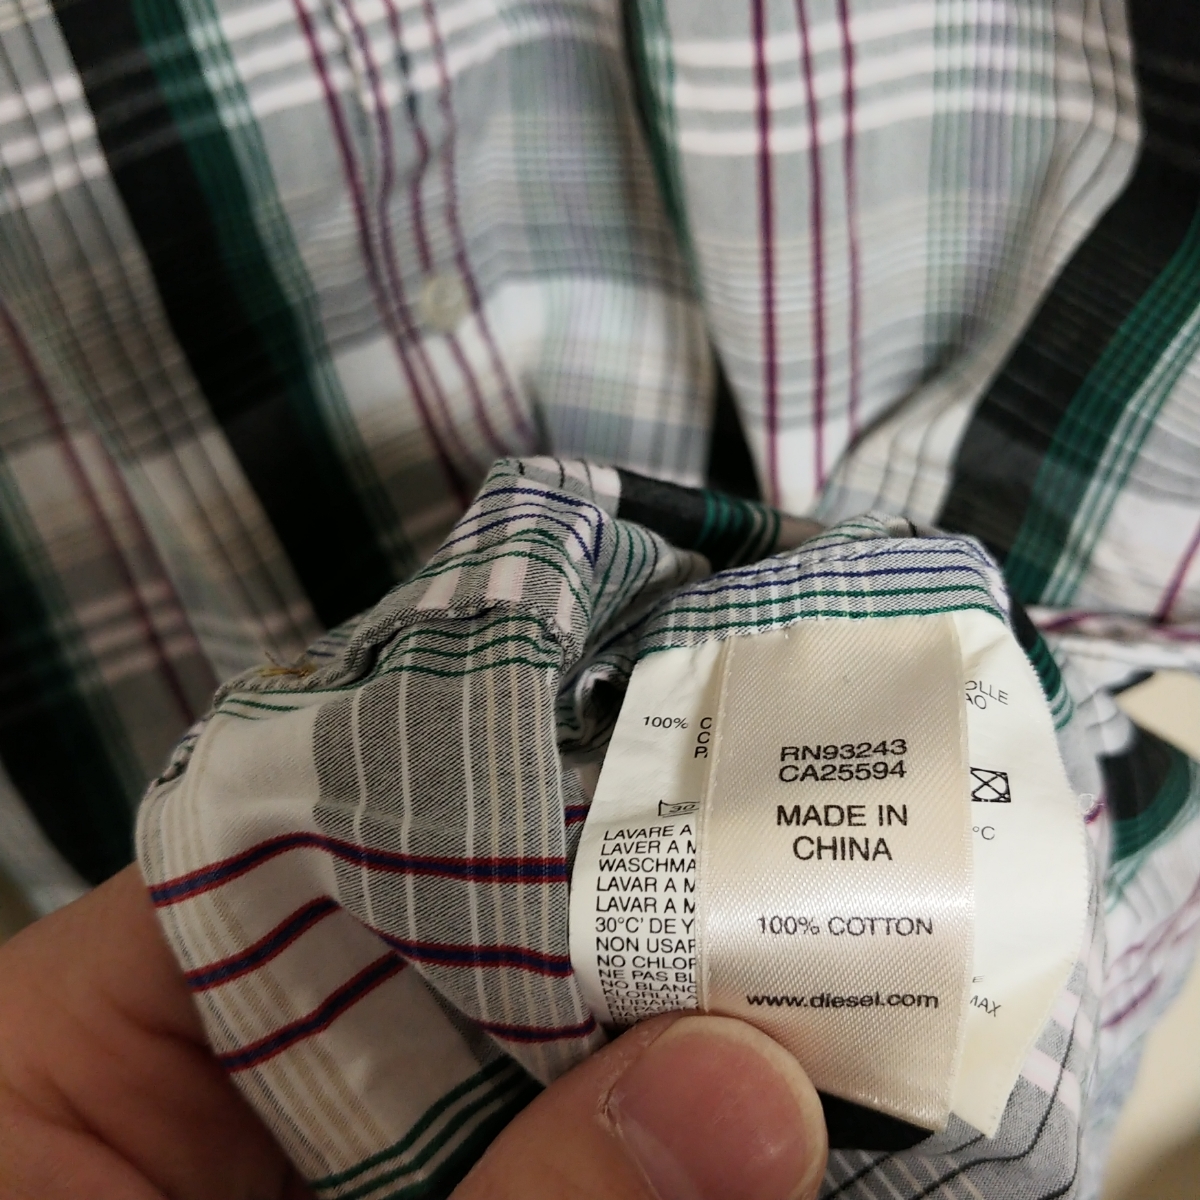 RN93243
CA25594
MADE IN
CHINA
100% COTTON
www.diesel.com
100%
30
LAVARE A
LAVER A
WASCHMA
LAVAR A
LAVAR A
30°C' DE
NON USAR
NO CHLOR
NE PAS BL
NO BLANC
°C
MAX